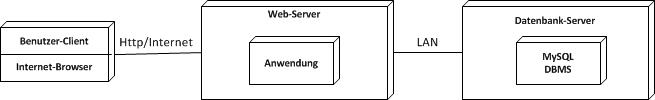 Benutzer-Client
Internet-Browser
Http/Internet
Web-Server
Anwendung
LAN
Datenbank-Server
MySQL
DBMS